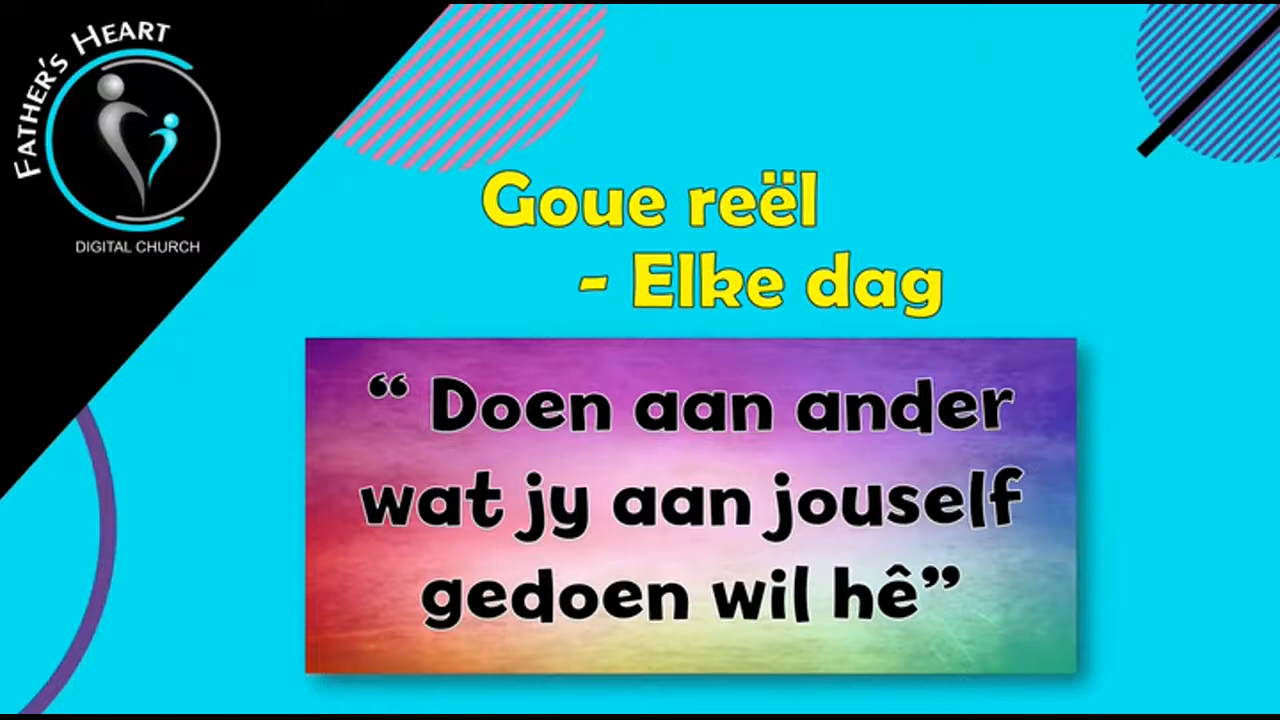 FATHER'S HEART
DIGITAL CHURCH
Goue reël
- Elke dag
“ Doen aan ander
wat jy aan jouself
gedoen wil hê”